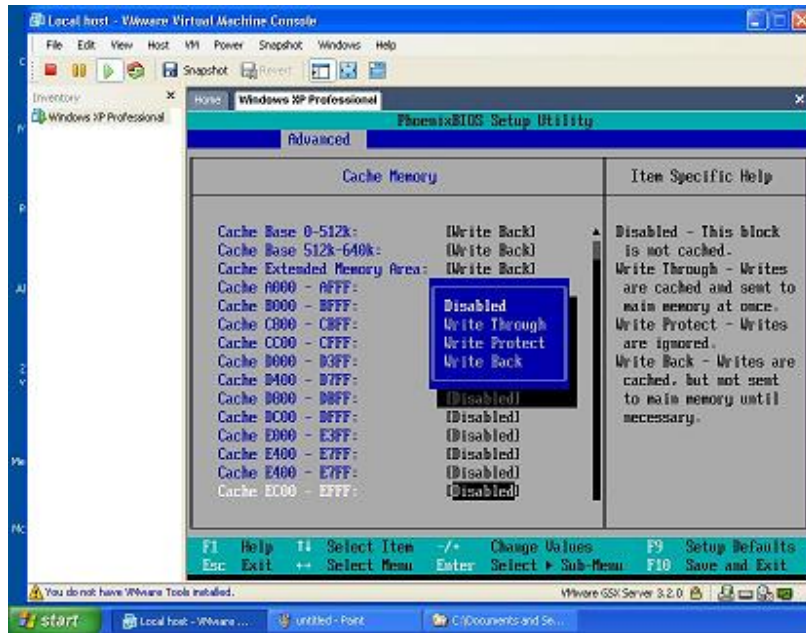 Local host - VMware Virtual Machine Console
File Edit View Host VM Power Snapshot Windows Help
Snapshot Revert
Inventory
Windows XP Professional
Home Windows XP Professional
PhoenixBIOS Setup Utility
Advanced
Cache Memory
Item Specific Help
Cache Base 0-512k: [Write Back]
Cache Base 512k-640k: [Write Back]
Cache Extended Memory Area: [Write Back]
Cache A000 - AFFF:
Cache B000 - BFFF:
Cache C800 - CBFF:
Cache CC00 - CFFF:
Cache D000 - D3FF:
Cache D400 - D7FF:
Cache D800 - DBFF: [Disabled]
Cache DC00 - DFFF: [Disabled]
Cache E000 - E3FF: [Disabled]
Cache E400 - E7FF: [Disabled]
Cache E400 - E7FF: [Disabled]
Cache EC00 - EFFF: [Disabled]
Disabled
Write Through
Write Protect
Write Back
Disabled - This block
is not cached.
Write Through - Writes
are cached and sent to
main memory at once.
Write Protect - Writes
are ignored.
Write Back - Writes are
cached, but not sent
to main memory until
necessary.
F1 Help ↑↓ Select Item -/+ Change Values F9 Setup Defaults
Esc Exit ↔ Select Menu Enter Select ▶ Sub-Menu F10 Save and Exit
You do not have VMware Tools installed.
VMware GSX Server 3.2.0
start
Local host - VMware ...
untitled - Paint
C:\Documents and Se...